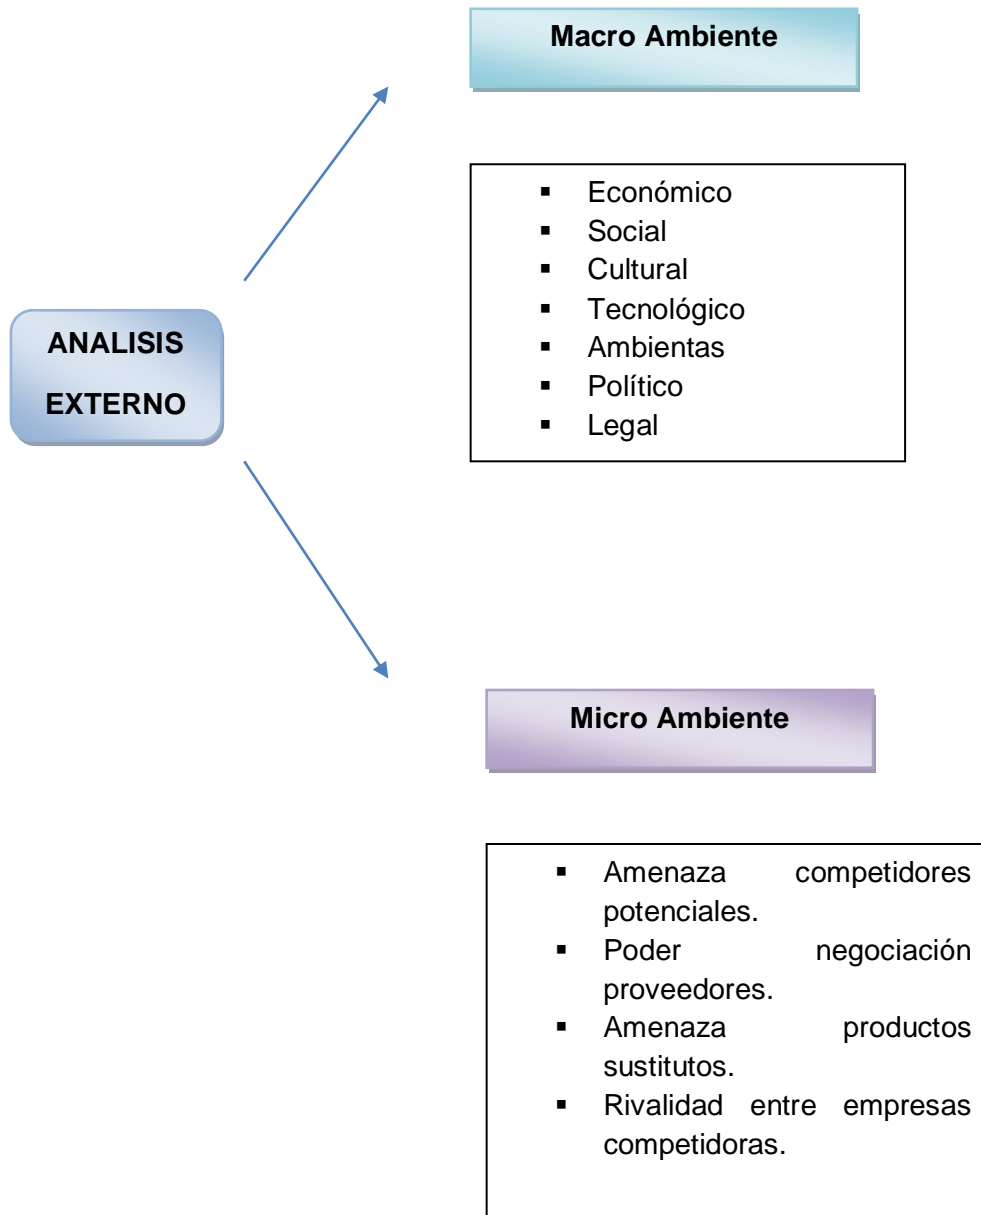 Macro Ambiente
▪ Económico
▪ Social
▪ Cultural
▪ Tecnológico
▪ Ambientas
▪ Político
▪ Legal
ANALISIS
EXTERNO
Micro Ambiente
▪ Amenaza competidores
potenciales.
▪ Poder negociación
proveedores.
▪ Amenaza productos
sustitutos.
▪ Rivalidad entre empresas
competidoras.